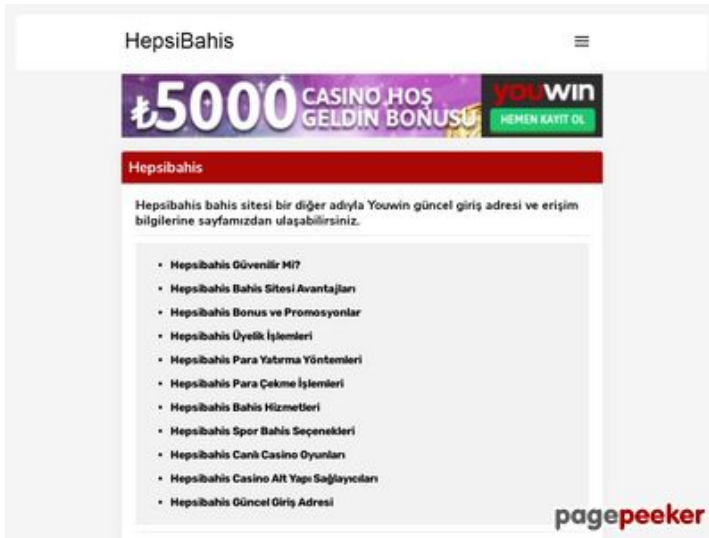 HepsiBahis
₺5000 CASINO HOŞ GELDİN BONUSU
youwin
HEMEN KAYIT OL
Hepsibahis
Hepsibahis bahis sitesi bir diğer adıyla Youwin güncel giriş adresi ve erişim
bilgilerine sayfamızdan ulaşabilirsiniz.
• Hepsibahis Güvenilir Mi?
• Hepsibahis Bahis Sitesi Avantajları
• Hepsibahis Bonus ve Promosyonlar
• Hepsibahis Üyelik İşlemleri
• Hepsibahis Para Yatırma Yöntemleri
• Hepsibahis Para Çekme İşlemleri
• Hepsibahis Bahis Hizmetleri
• Hepsibahis Spor Bahis Seçenekleri
• Hepsibahis Canlı Casino Oyunları
• Hepsibahis Casino Alt Yapı Sağlayıcıları
• Hepsibahis Güncel Giriş Adresi
pagepeeker